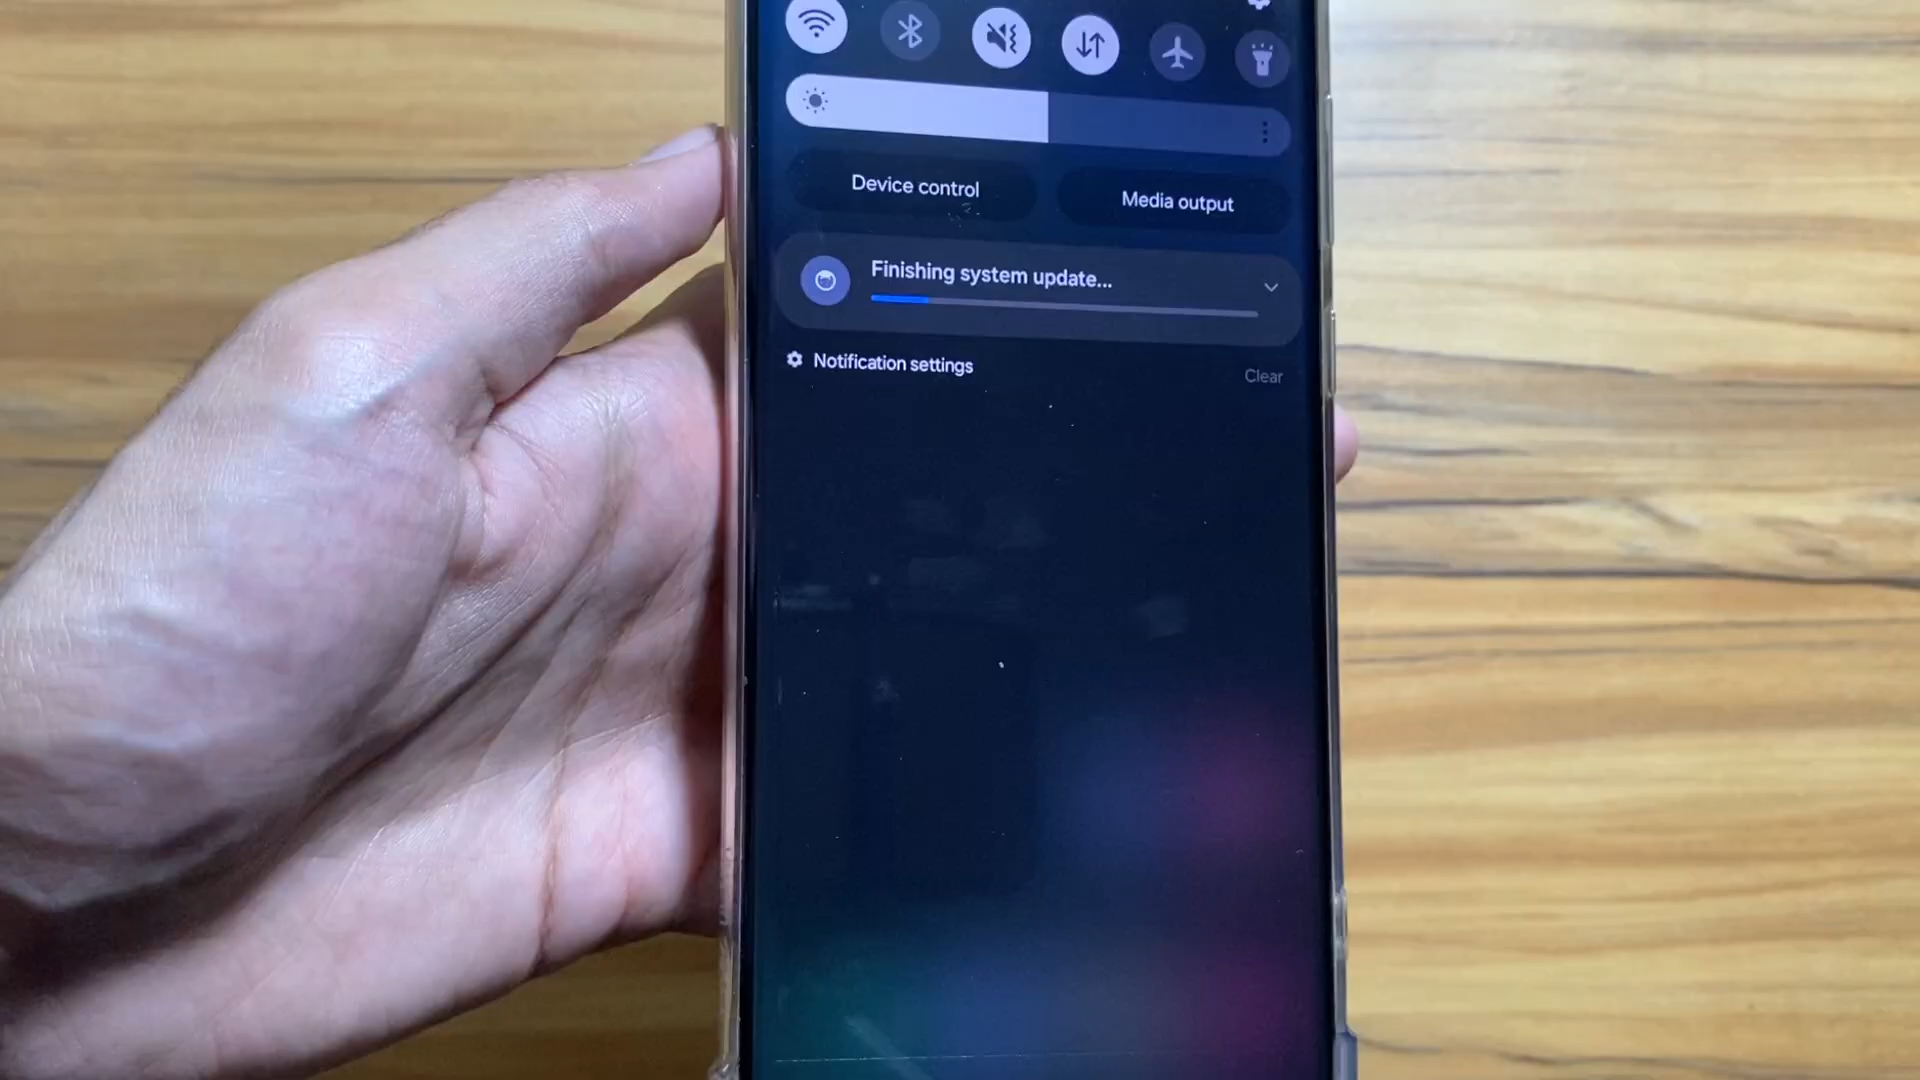 Device control
Media output
Finishing system update...
Notification settings
Clear